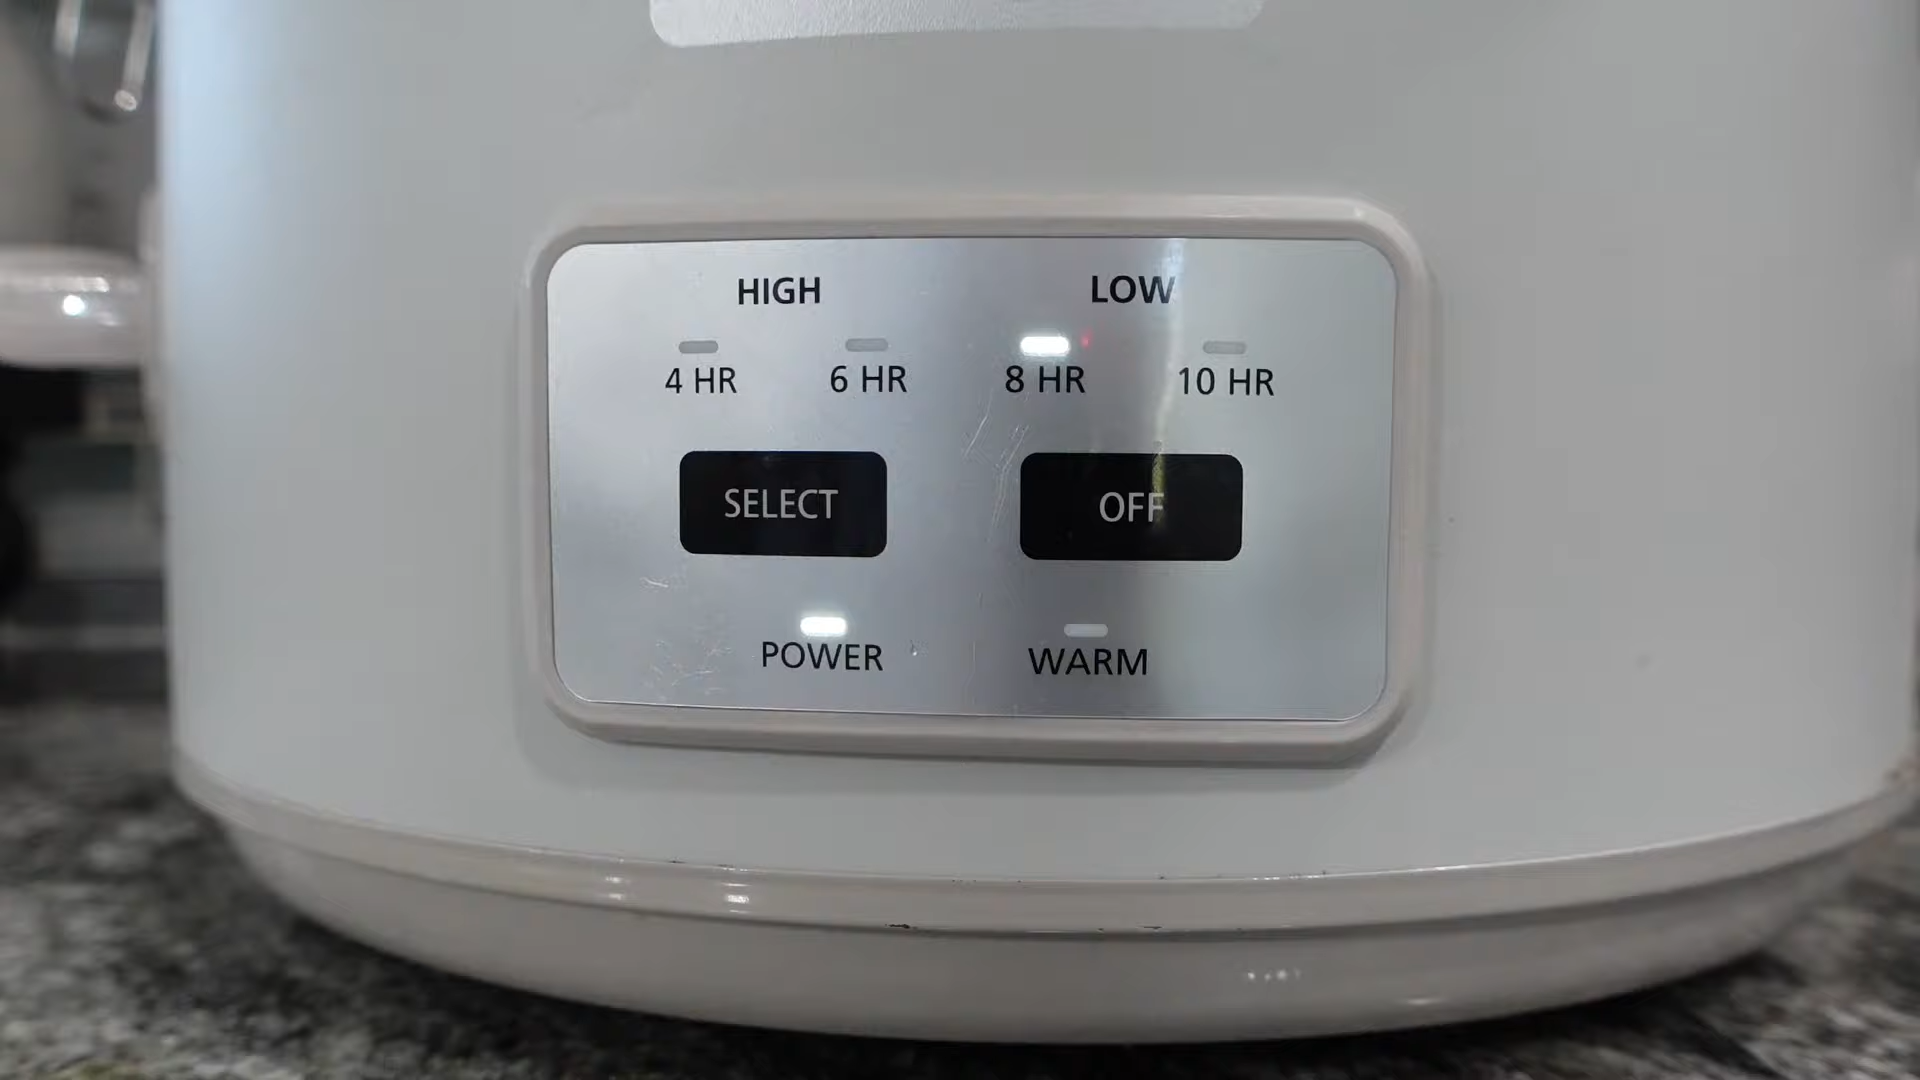 HIGH LOW
4 HR 6 HR 8 HR 10 HR
SELECT OFF
POWER WARM